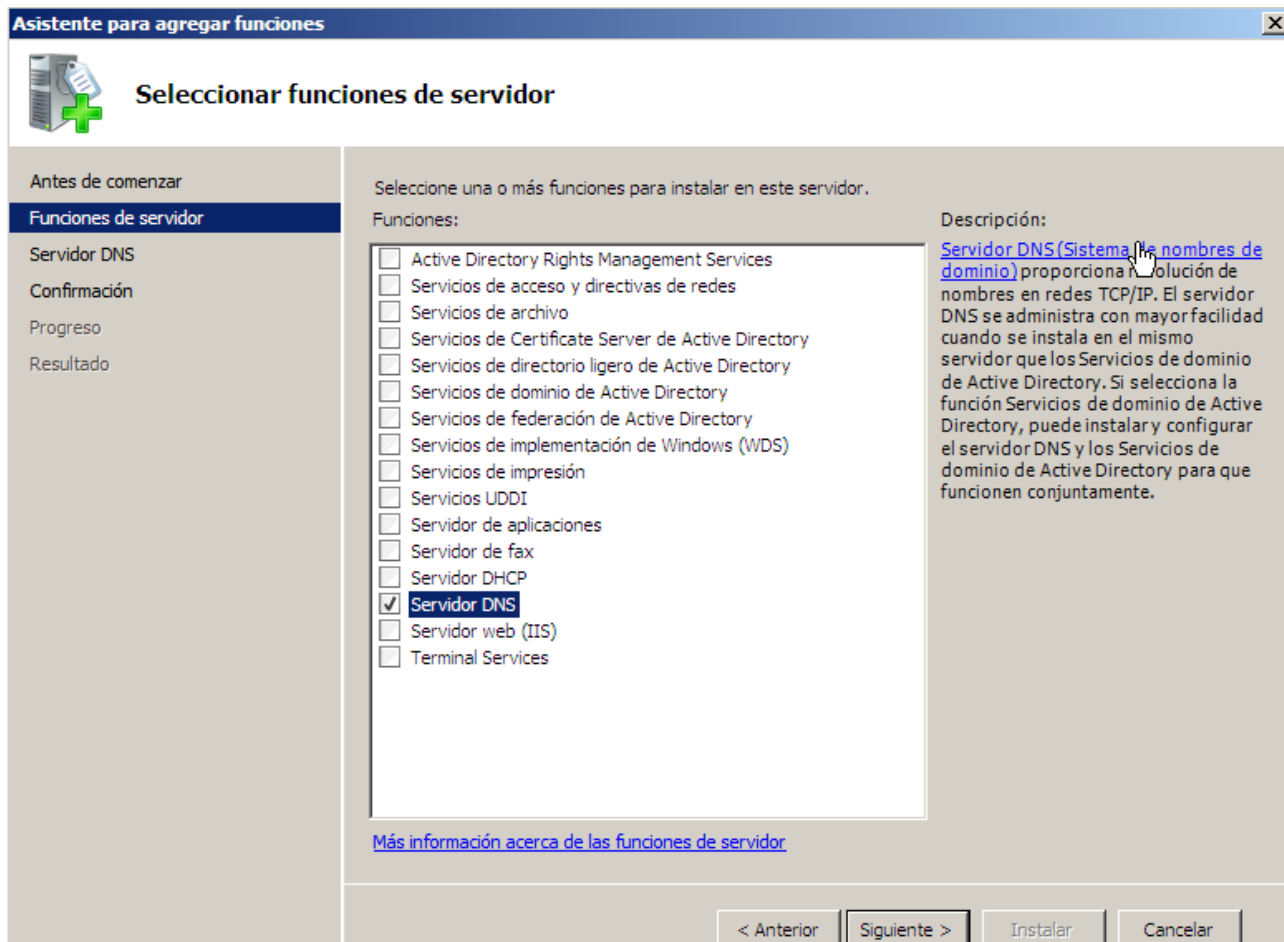 Asistente para agregar funciones
Seleccionar funciones de servidor
Antes de comenzar
Funciones de servidor
Servidor DNS
Confirmación
Progreso
Resultado
Seleccione una o más funciones para instalar en este servidor.
Funciones:
Active Directory Rights Management Services
Servicios de acceso y directivas de redes
Servicios de archivo
Servicios de Certificate Server de Active Directory
Servicios de directorio ligero de Active Directory
Servicios de dominio de Active Directory
Servicios de federación de Active Directory
Servicios de implementación de Windows (WDS)
Servicios de impresión
Servicios UDDI
Servidor de aplicaciones
Servidor de fax
Servidor DHCP
Servidor DNS
Servidor web (IIS)
Terminal Services
Más información acerca de las funciones de servidor
Descripción:
Servidor DNS (Sistema de nombres de
dominio) proporciona resolución de
nombres en redes TCP/IP. El servidor
DNS se administra con mayor facilidad
cuando se instala en el mismo
servidor que los Servicios de dominio
de Active Directory. Si selecciona la
función Servicios de dominio de Active
Directory, puede instalar y configurar
el servidor DNS y los Servicios de
dominio de Active Directory para que
funcionen conjuntamente.
< Anterior
Siguiente >
Instalar
Cancelar